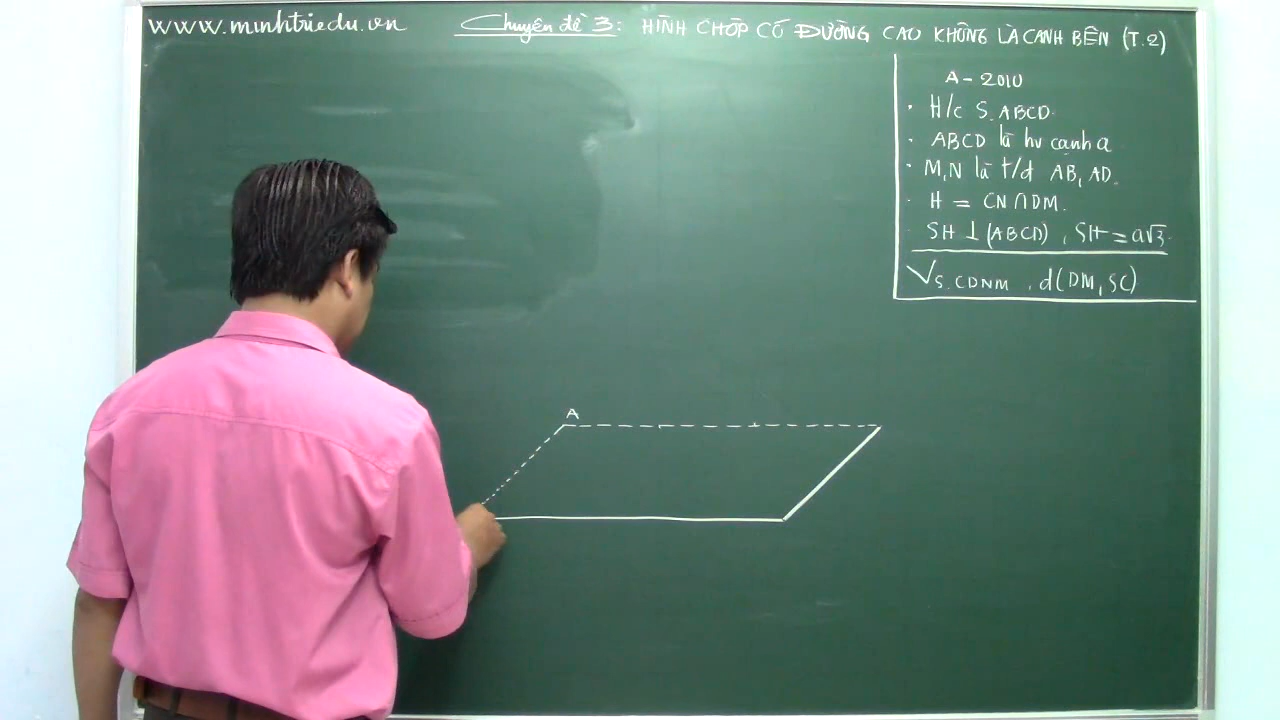 www.minhtriedu.vn
Chuyên đề 3: HÌNH CHÓP CÓ ĐƯỜNG CAO KHÔNG LÀ CẠNH BÊN (T.2)
A - 2010
• H/c S.ABCD.
• ABCD là hv cạnh a
• M,N là t/đ AB, AD.
• H = CN ∩ DM.
SH ⊥ (ABCD), SH = a√3.
V S.CDNM, d(DM, SC)
A